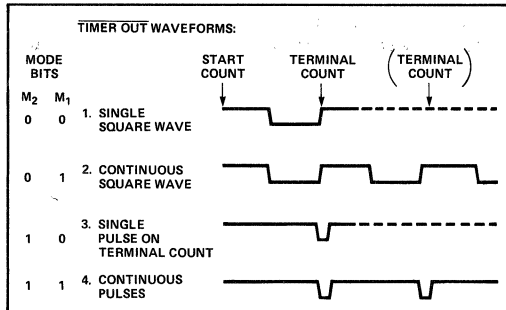 TIMER OUT WAVEFORMS:
MODE BITS
START COUNT
TERMINAL COUNT
(TERMINAL COUNT)
M₂ M₁
0 0 1. SINGLE SQUARE WAVE
0 1 2. CONTINUOUS SQUARE WAVE
1 0 3. SINGLE PULSE ON TERMINAL COUNT
1 1 4. CONTINUOUS PULSES